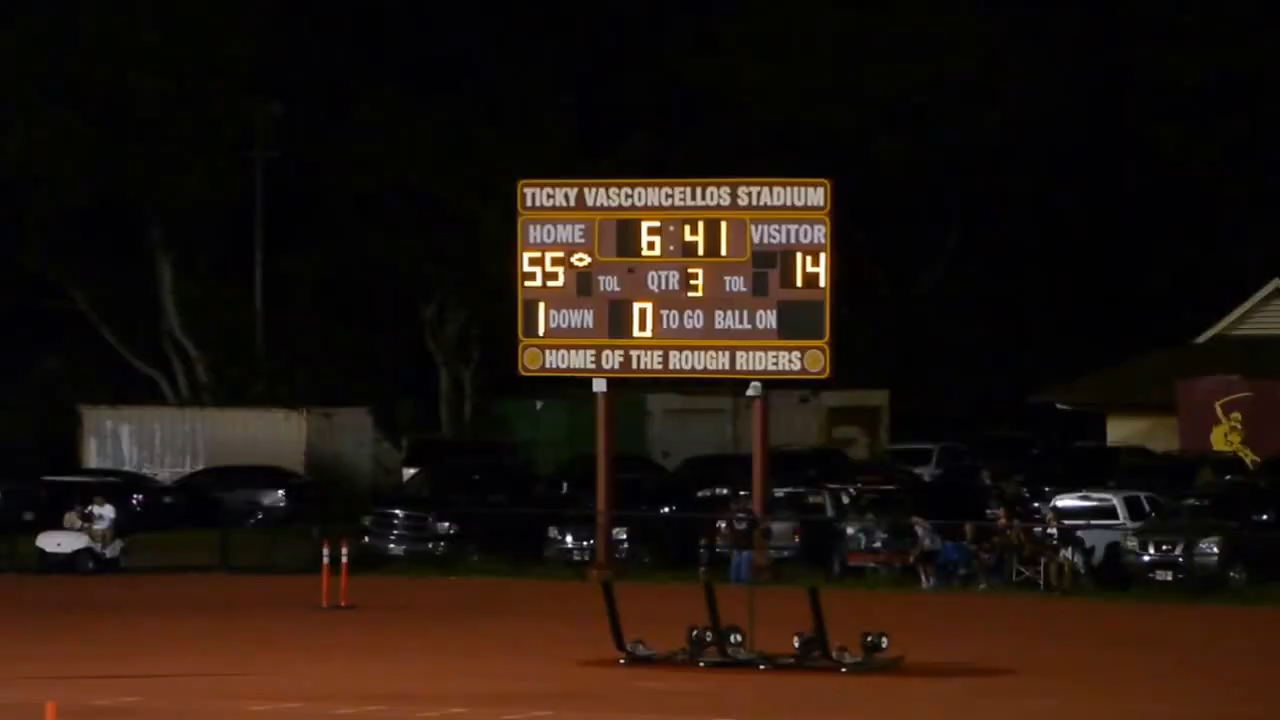 TICKY VASCONCELLOS STADIUM
HOME 6:41 VISITOR
55 TOL QTR 3 TOL 14
1 DOWN 0 TO GO BALL ON
HOME OF THE ROUGH RIDERS